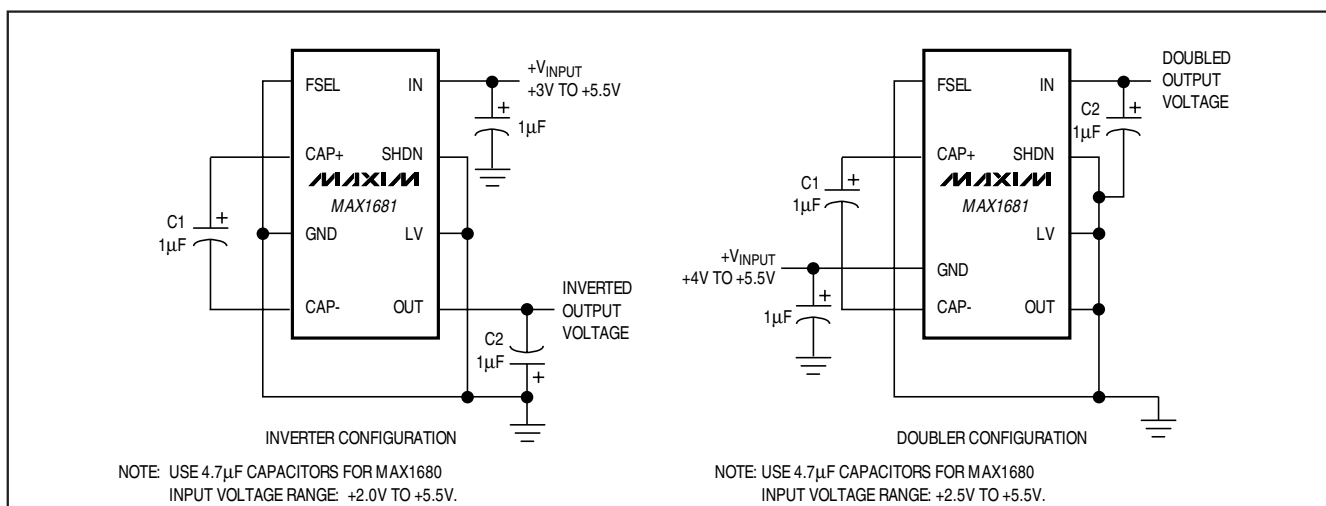 FSEL
IN
+VINPUT
+3V TO +5.5V
+
1µF
CAP+
SHDN
MAXIM
MAX1681
C1
+
1µF
GND
LV
CAP-
OUT
INVERTED
OUTPUT
VOLTAGE
C2
1µF
+
INVERTER CONFIGURATION
NOTE: USE 4.7µF CAPACITORS FOR MAX1680
INPUT VOLTAGE RANGE: +2.0V TO +5.5V.
FSEL
IN
DOUBLED
OUTPUT
VOLTAGE
C2
+
1µF
CAP+
SHDN
MAXIM
MAX1681
C1
+
1µF
LV
+VINPUT
+4V TO +5.5V
GND
+
1µF
CAP-
OUT
DOUBLER CONFIGURATION
NOTE: USE 4.7µF CAPACITORS FOR MAX1680
INPUT VOLTAGE RANGE: +2.5V TO +5.5V.